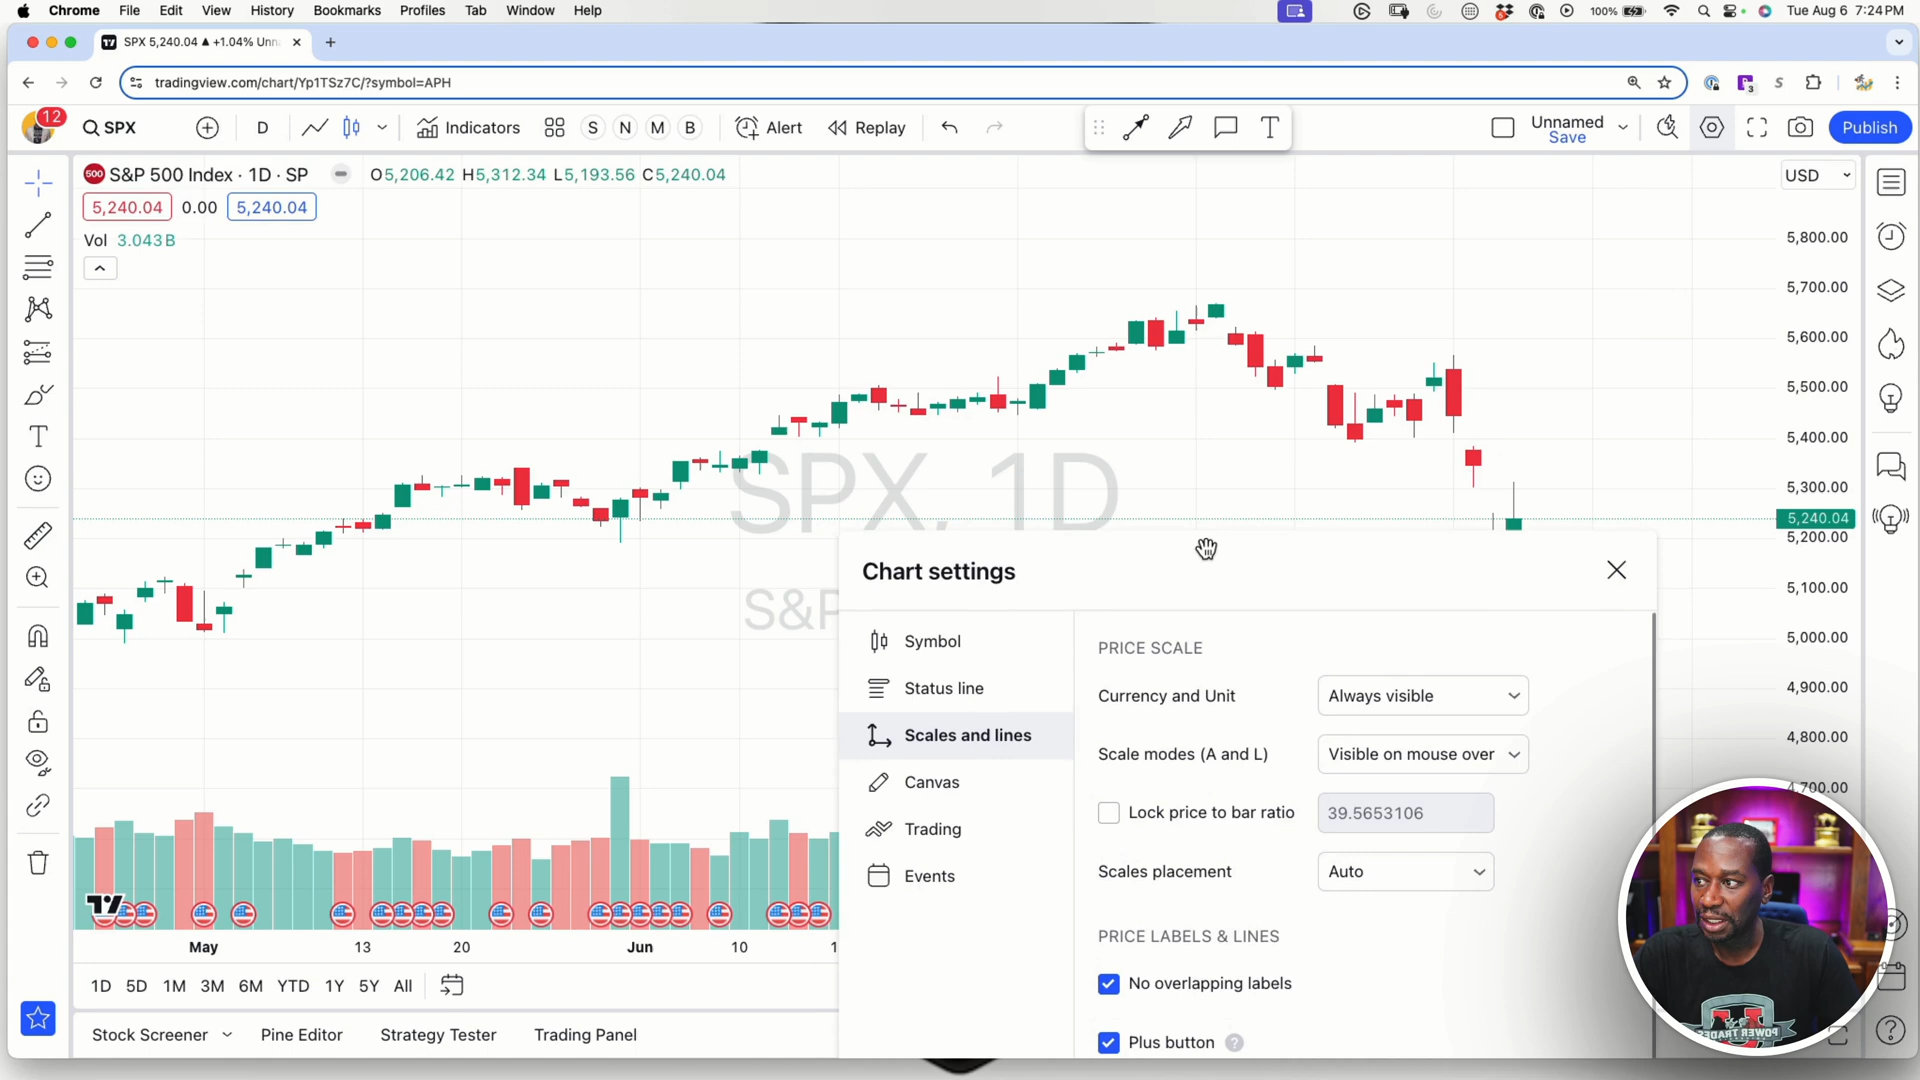 Chrome File Edit View History Bookmarks Profiles Tab Window Help 100% Tue Aug 6 7:24 PM
SPX 5,240.04 ▲ +1.04% Unn
tradingview.com/chart/Yp1TSz7C/?symbol=APH
12
SPX D Indicators S N M B Alert Replay T Unnamed Save Publish
S&P 500 Index · 1D · SP O5,206.42 H5,312.34 L5,193.56 C5,240.04 USD
5,240.04 0.00 5,240.04
Vol 3.043B
5,800.00
5,700.00
5,600.00
5,500.00
5,400.00
5,300.00
5,240.04
5,200.00
5,100.00
5,000.00
4,900.00
4,800.00
4,700.00
SPX, 1D
S&P
Chart settings
Symbol
Status line
Scales and lines
Canvas
Trading
Events
PRICE SCALE
Currency and Unit Always visible
Scale modes (A and L) Visible on mouse over
Lock price to bar ratio 39.5653106
Scales placement Auto
PRICE LABELS & LINES
No overlapping labels
Plus button ?
May 13 20 Jun 10 1
1D 5D 1M 3M 6M YTD 1Y 5Y All
Stock Screener Pine Editor Strategy Tester Trading Panel
POWER TRADES